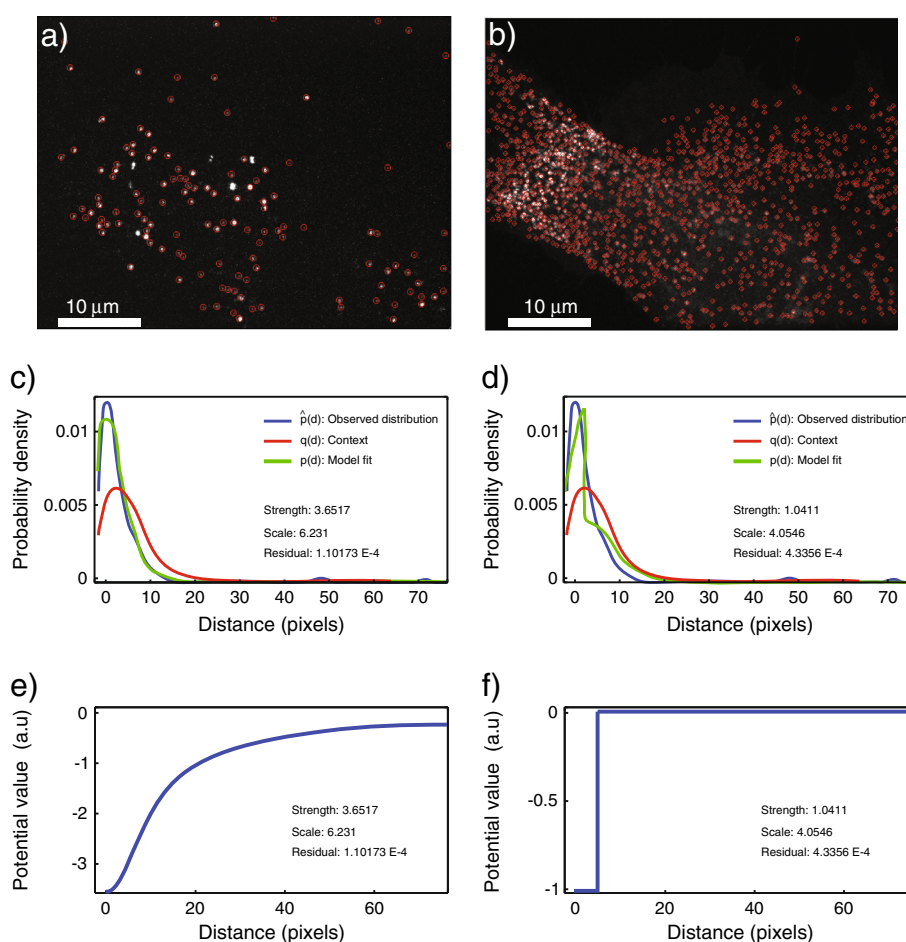 a)
10 µm
b)
10 µm
c)
Probability density
0.01
0.005
0
p̂(d): Observed distribution
q(d): Context
p(d): Model fit
Strength: 3.6517
Scale: 6.231
Residual: 1.10173 E-4
0 10 20 30 40 50 60 70
Distance (pixels)
d)
Probability density
0.01
0.005
0
p̂(d): Observed distribution
q(d): Context
p(d): Model fit
Strength: 1.0411
Scale: 4.0546
Residual: 4.3356 E-4
0 10 20 30 40 50 60 70
Distance (pixels)
e)
Potential value (a.u)
0
-1
-2
-3
Strength: 3.6517
Scale: 6.231
Residual: 1.10173 E-4
0 20 40 60
Distance (pixels)
f)
Potential value (a.u)
0
-0.5
-1
Strength: 1.0411
Scale: 4.0546
Residual: 4.3356 E-4
0 20 40 60
Distance (pixels)